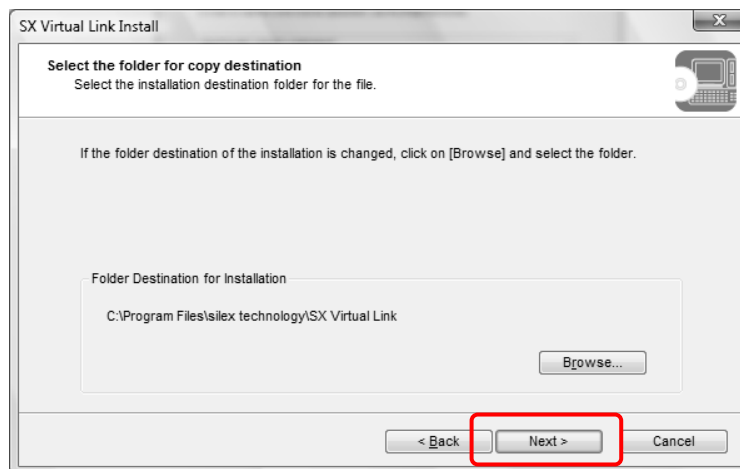 SX Virtual Link Install
Select the folder for copy destination
Select the installation destination folder for the file.
If the folder destination of the installation is changed, click on [Browse] and select the folder.
Folder Destination for Installation
C:\Program Files\silex technology\SX Virtual Link
Browse...
< Back
Next >
Cancel